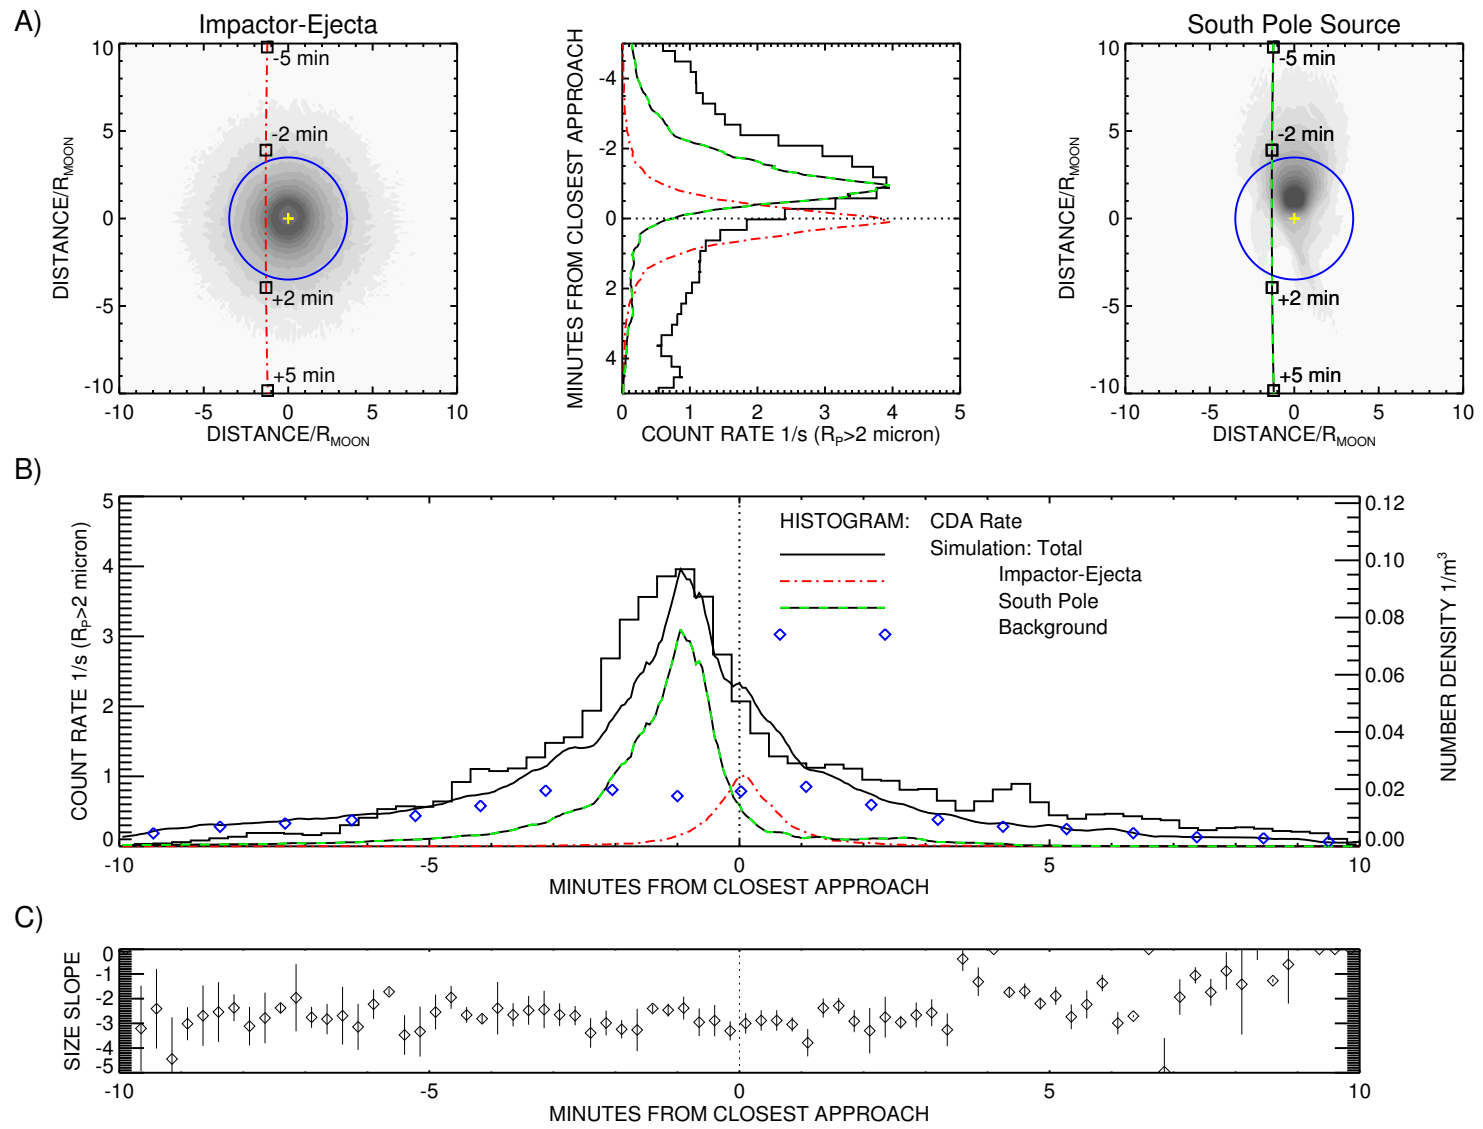 A)
Impactor-Ejecta
South Pole Source
10
5
0
-5
-10
-10
-5
0
5
10
DISTANCE/R_MOON
DISTANCE/R_MOON
-5 min
-2 min
+2 min
+5 min
MINUTES FROM CLOSEST APPROACH
-4
-2
0
2
4
0
1
2
3
4
5
COUNT RATE 1/s (R_P>2 micron)
DISTANCE/R_MOON
10
5
0
-5
-10
-10
-5
0
5
10
DISTANCE/R_MOON
-5 min
-2 min
+2 min
+5 min
B)
COUNT RATE 1/s (R_P>2 micron)
5
4
3
2
1
0
HISTOGRAM: CDA Rate
Simulation: Total
Impactor-Ejecta
South Pole
Background
0.12
0.10
0.08
0.06
0.04
0.02
0.00
NUMBER DENSITY 1/m³
-10
-5
0
5
10
MINUTES FROM CLOSEST APPROACH
C)
SIZE SLOPE
0
-1
-2
-3
-4
-5
-10
-5
0
5
10
MINUTES FROM CLOSEST APPROACH